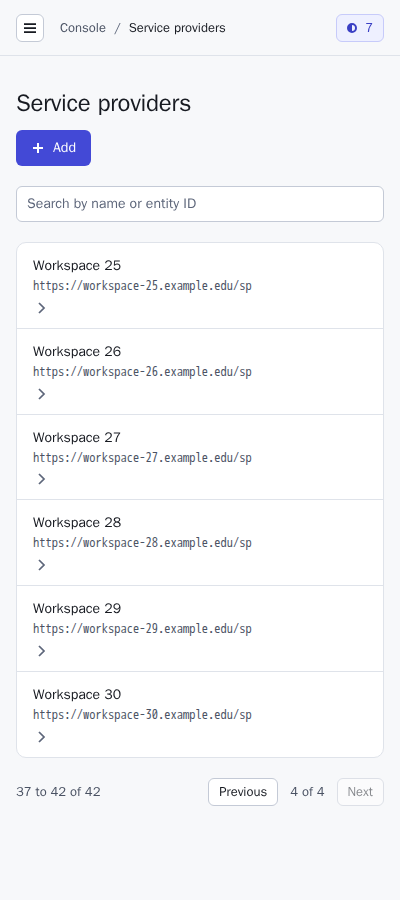 Console / Service providers
7
Service providers
Add
Search by name or entity ID
Workspace 25
https://workspace-25.example.edu/sp
Workspace 26
https://workspace-26.example.edu/sp
Workspace 27
https://workspace-27.example.edu/sp
Workspace 28
https://workspace-28.example.edu/sp
Workspace 29
https://workspace-29.example.edu/sp
Workspace 30
https://workspace-30.example.edu/sp
37 to 42 of 42
Previous
4 of 4
Next